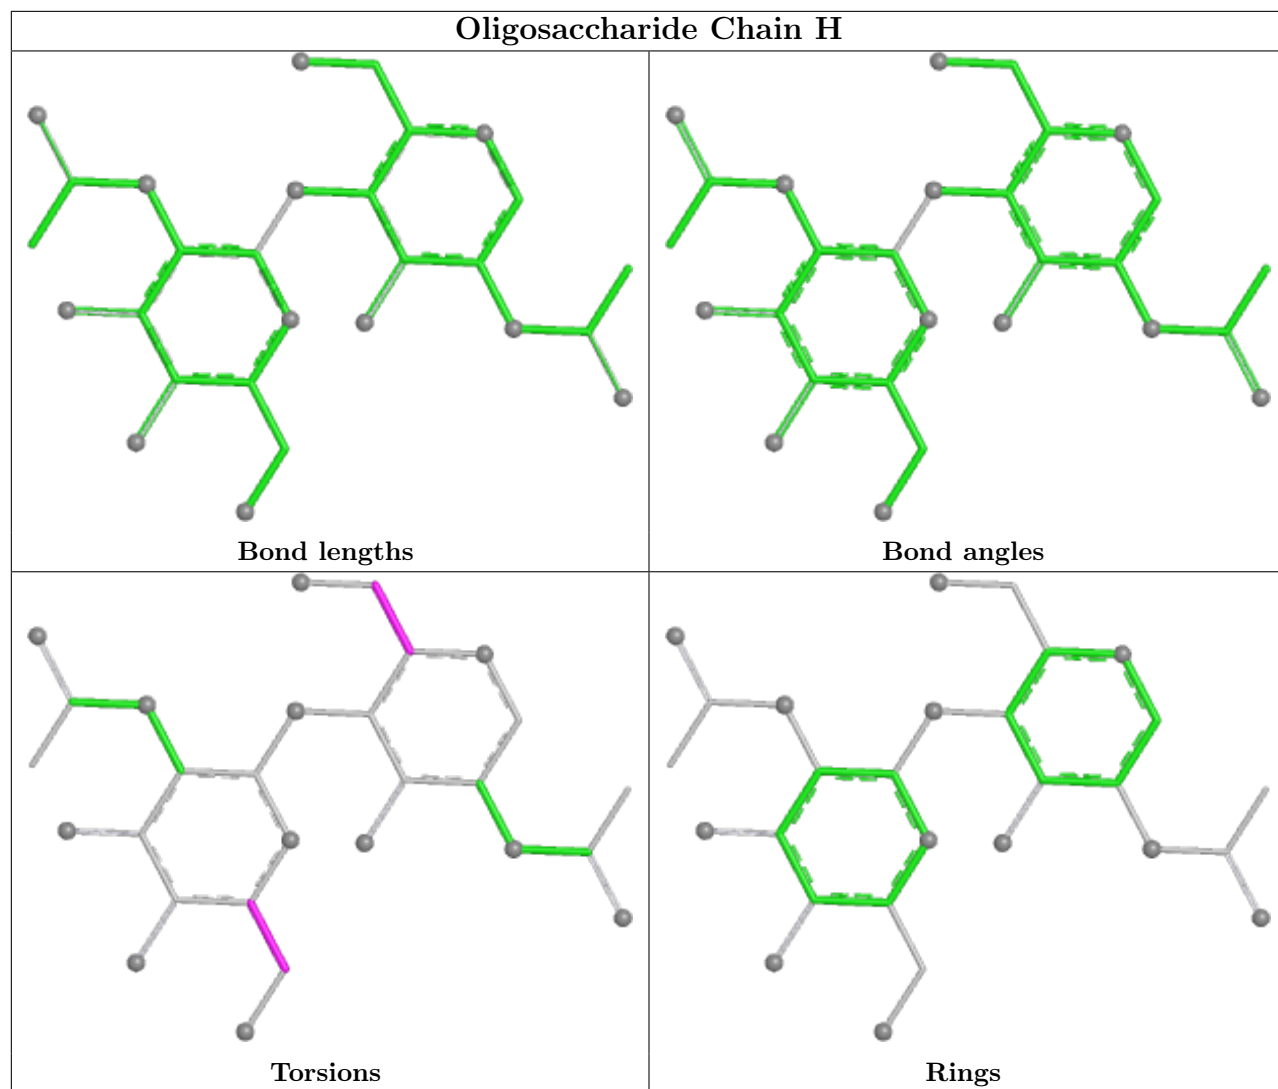 Oligosaccharide Chain H
Bond lengths
Bond angles
Torsions
Rings